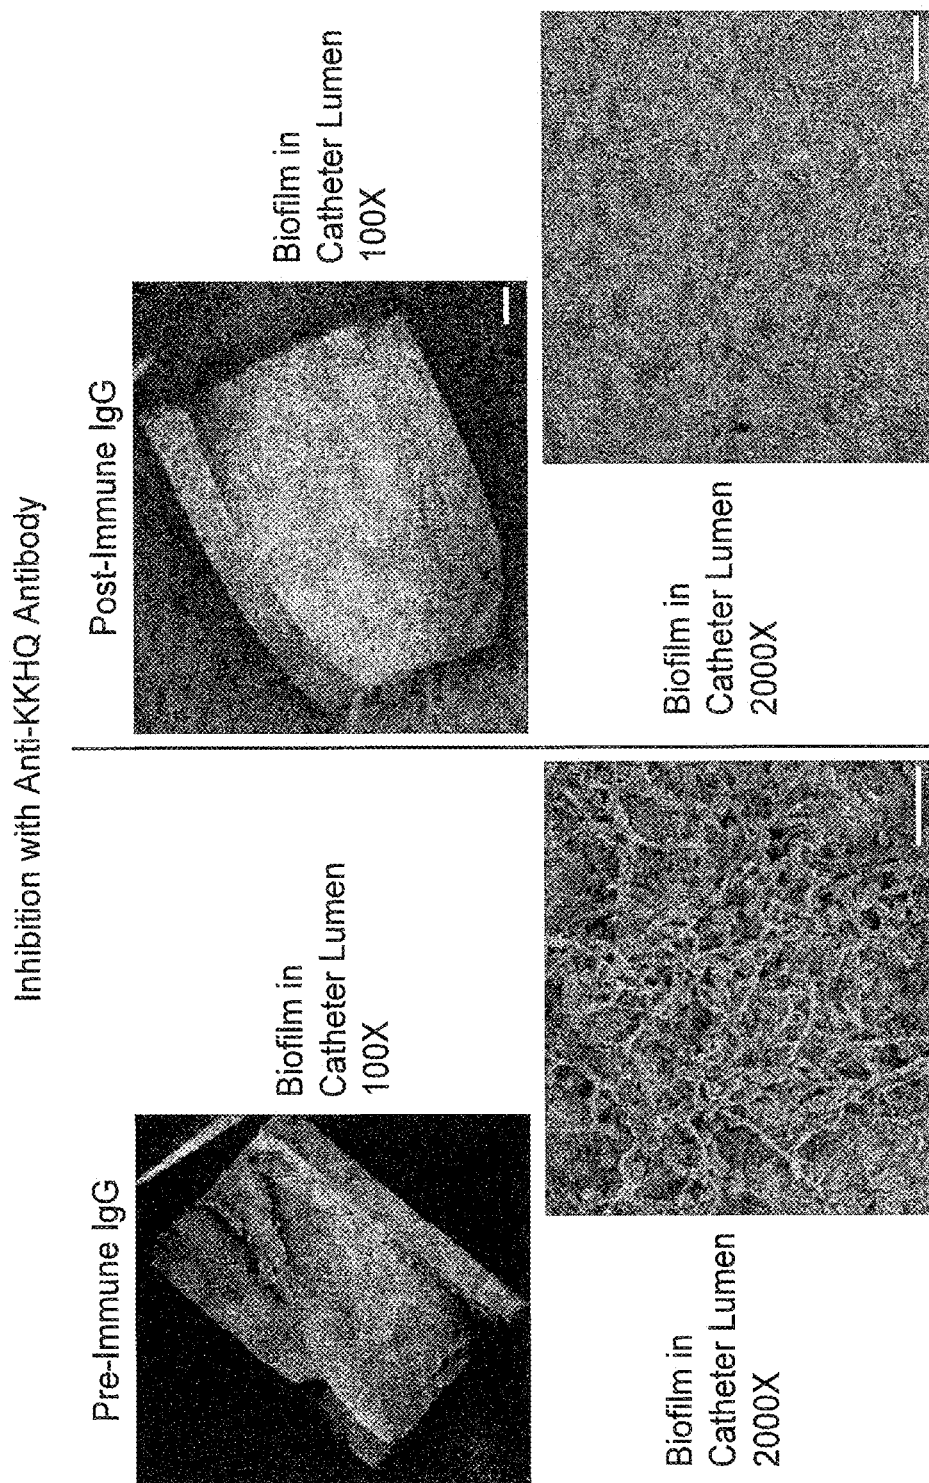 Inhibition with Anti-KKHQ Antibody
Pre-Immune IgG
Biofilm in
Catheter Lumen
100X
Biofilm in
Catheter Lumen
2000X
Post-Immune IgG
Biofilm in
Catheter Lumen
100X
Biofilm in
Catheter Lumen
2000X